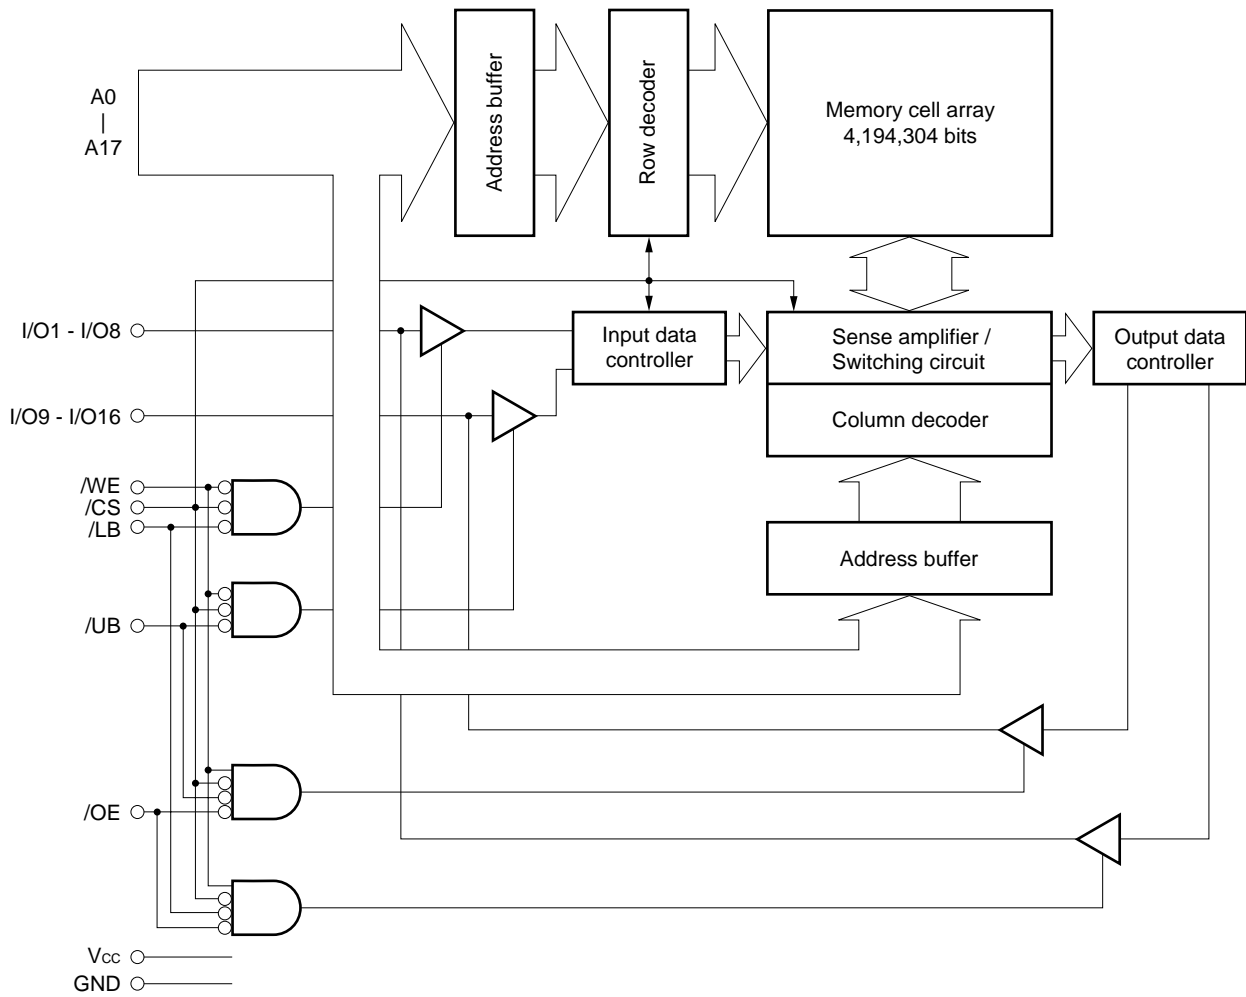 A0
|
A17
Address buffer
Row decoder
Memory cell array
4,194,304 bits
I/O1 - I/O8
Input data
controller
Sense amplifier /
Switching circuit
Output data
controller
I/O9 - I/O16
Column decoder
/WE
/CS
/LB
Address buffer
/UB
/OE
Vcc
GND